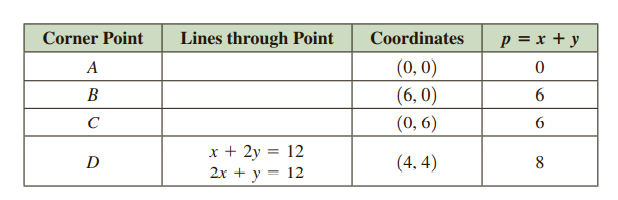 Corner Point Lines through Point Coordinates p = x + y
A (0, 0) 0
B (6, 0) 6
C (0, 6) 6
D x + 2y = 12 (4, 4) 8
2x + y = 12